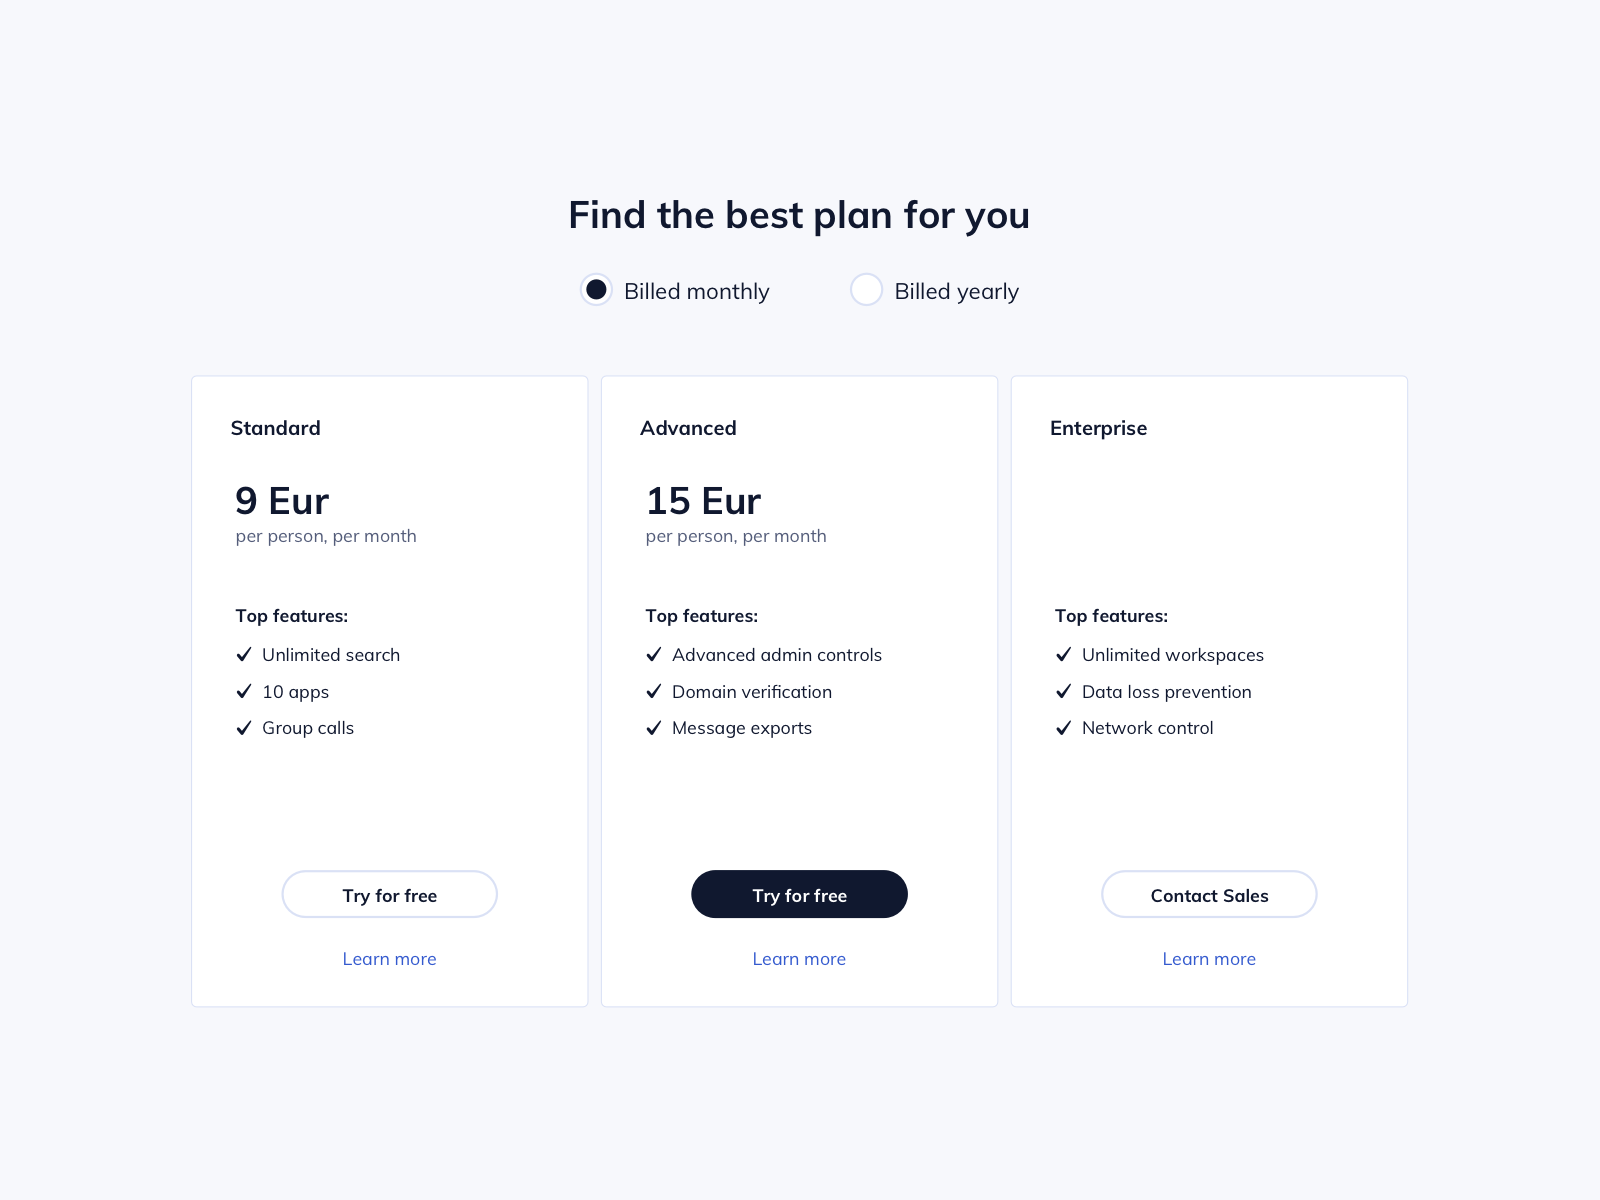 Find the best plan for you
Billed monthly
Billed yearly
Standard
9 Eur
per person, per month
Top features:
Unlimited search
10 apps
Group calls
Try for free
Learn more
Advanced
15 Eur
per person, per month
Top features:
Advanced admin controls
Domain verification
Message exports
Try for free
Learn more
Enterprise
Top features:
Unlimited workspaces
Data loss prevention
Network control
Contact Sales
Learn more